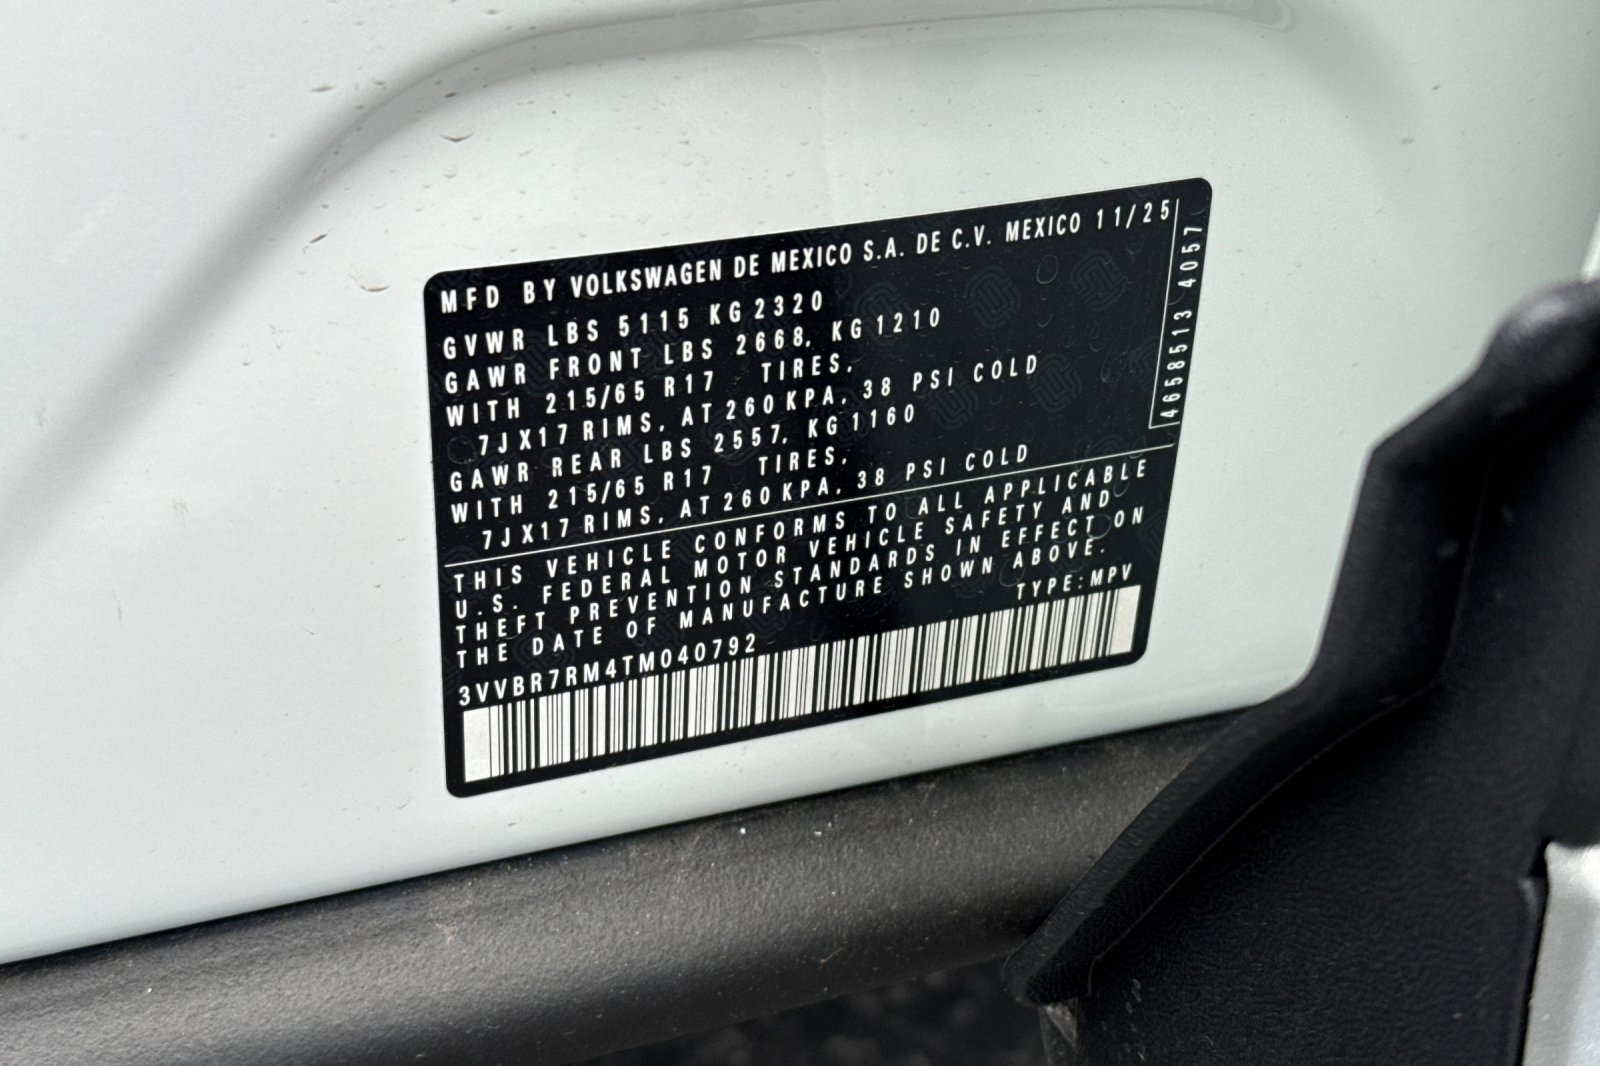 MFD BY VOLKSWAGEN DE MEXICO S.A. DE C.V. MEXICO 11/25
GVWR LBS 5115 KG 2320
GAWR FRONT LBS 2668, KG 1210
WITH 215/65 R17 TIRES,
7JX17 RIMS, AT 260 KPA, 38 PSI COLD
GAWR REAR LBS 2557, KG 1160
WITH 215/65 R17 TIRES,
7JX17 RIMS, AT 260 KPA, 38 PSI COLD
4658513 4057
THIS VEHICLE CONFORMS TO ALL APPLICABLE
U.S. FEDERAL MOTOR VEHICLE SAFETY AND
THEFT PREVENTION STANDARDS IN EFFECT ON
THE DATE OF MANUFACTURE SHOWN ABOVE.
TYPE: MPV
3VVBR7RM4TM040792